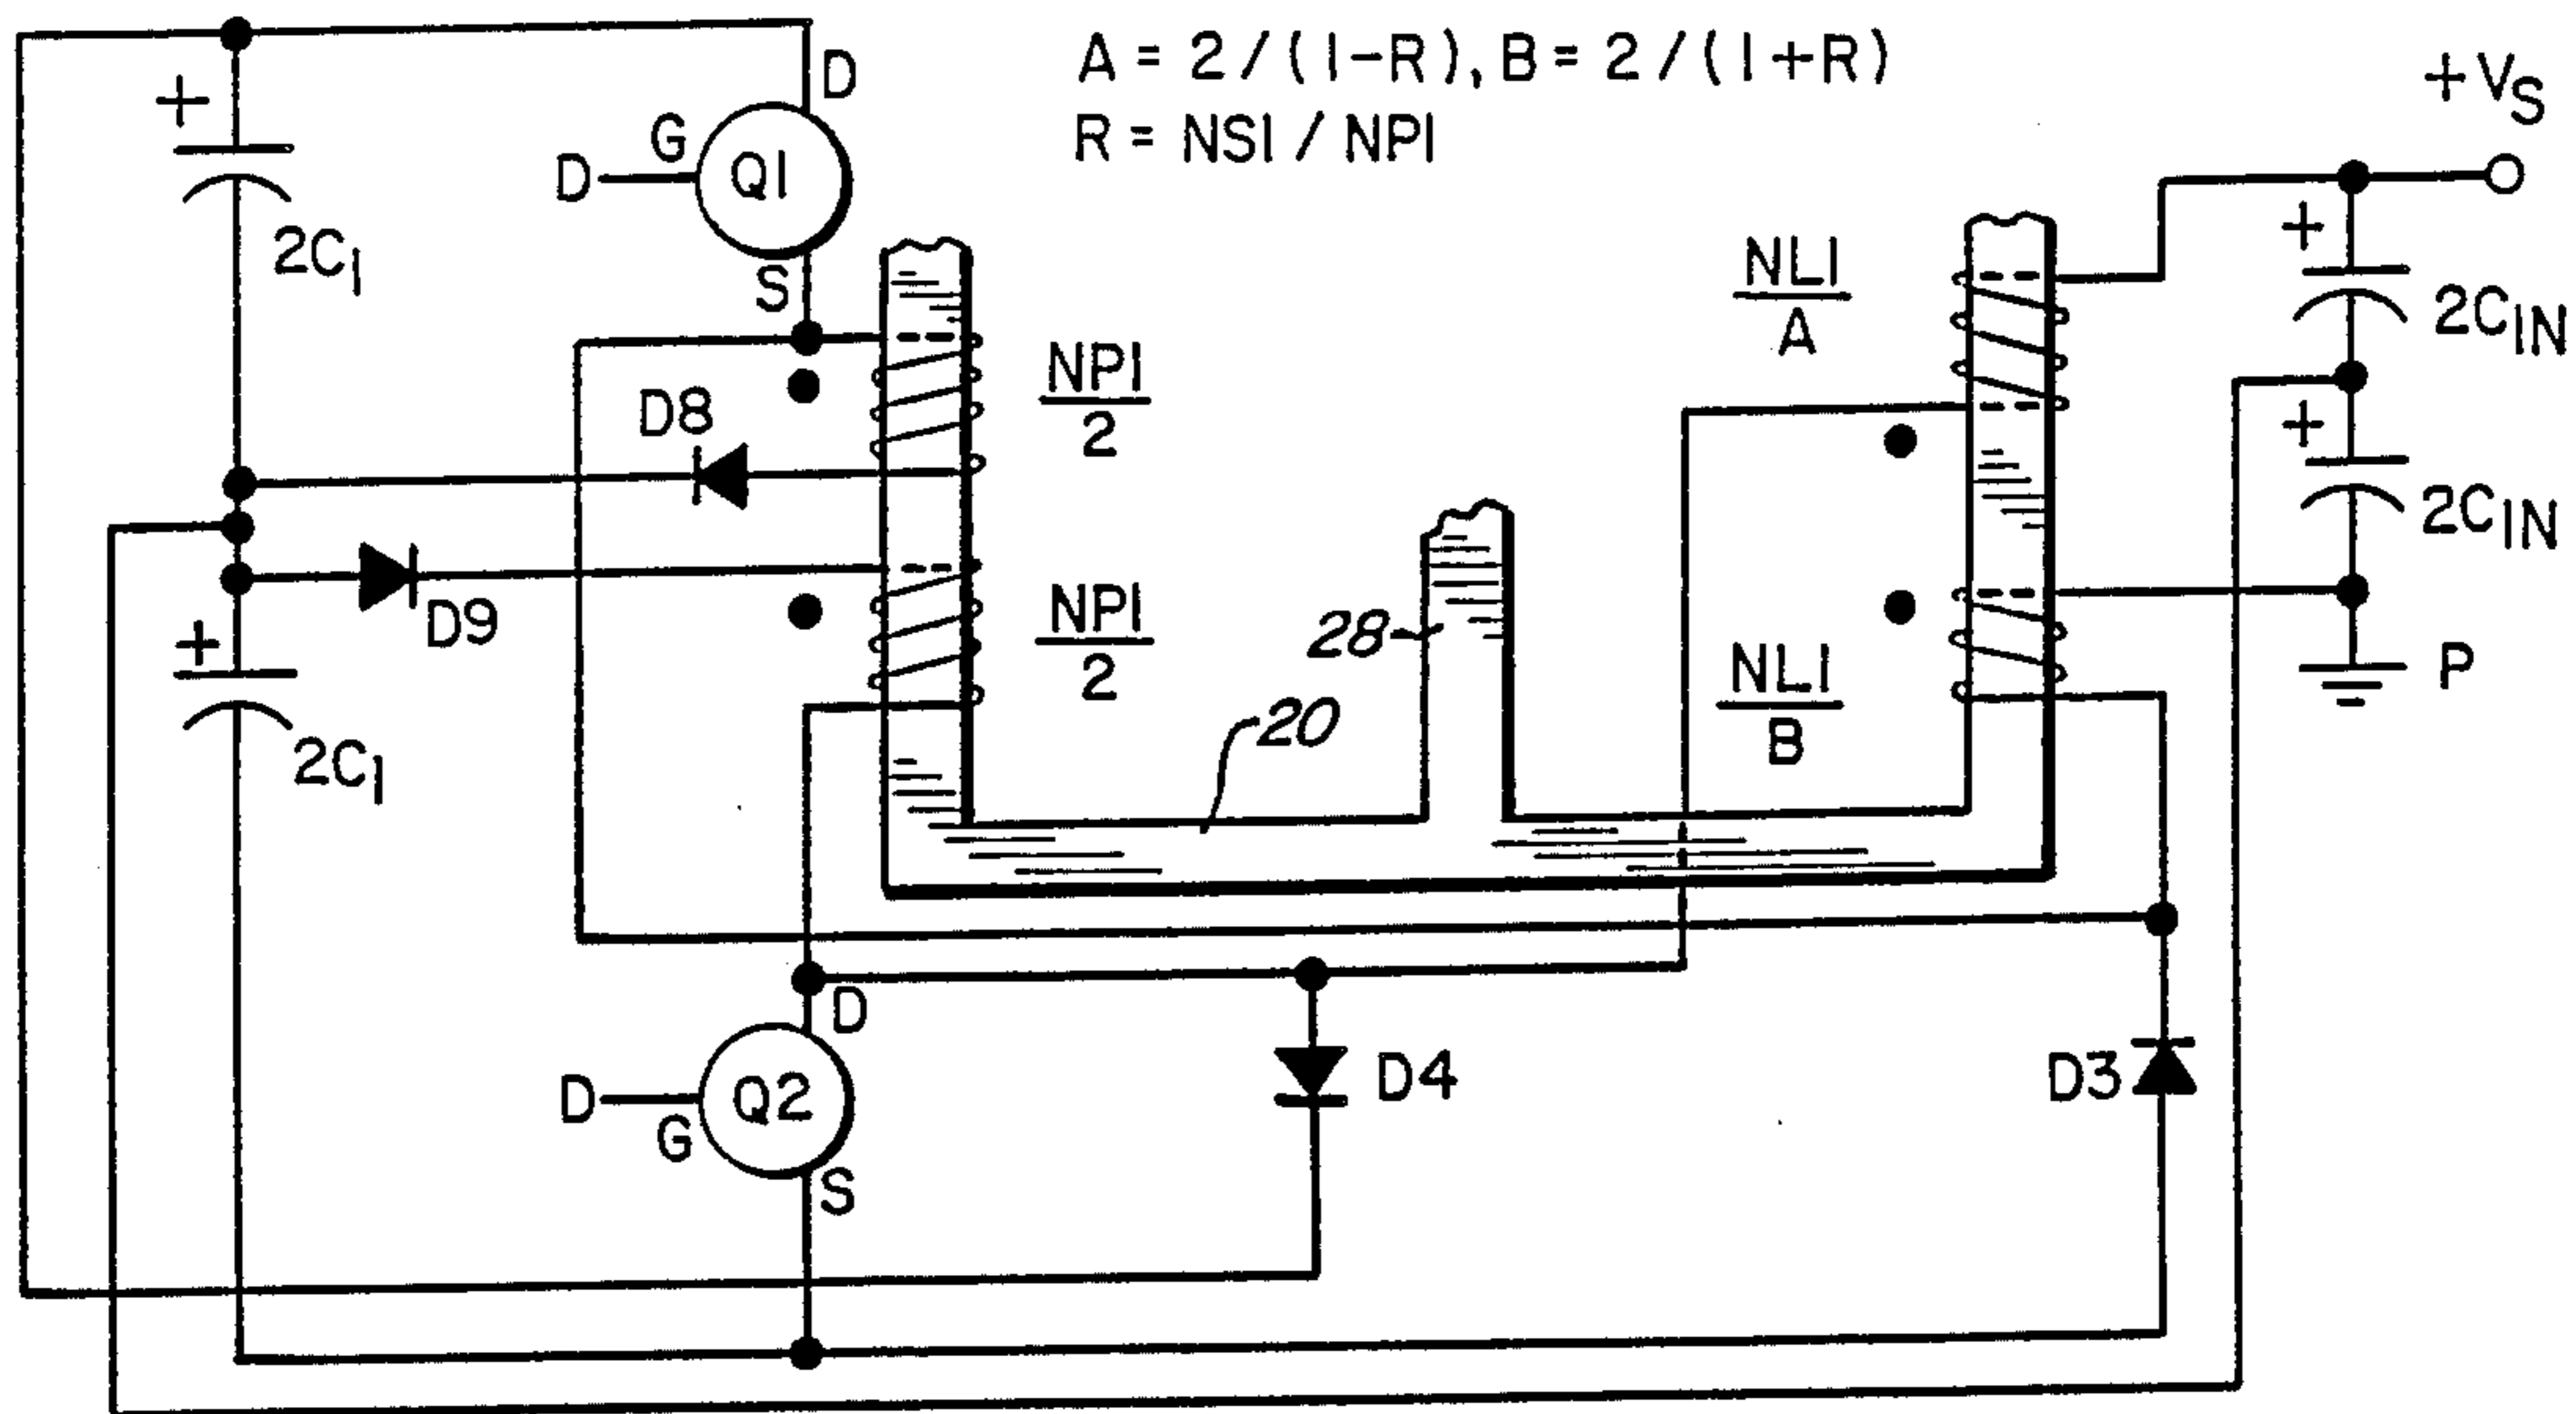 A = 2 / (1-R), B = 2 / (1+R)
R = NS1 / NP1
+VS
+
2C1
D
G
D
Q1
S
NP1
2
D8
D9
NP1
2
+
2C1
NL1
A
+
2CIN
+
2CIN
28
20
NL1
B
P
D
D
Q2
G
S
D4
D3